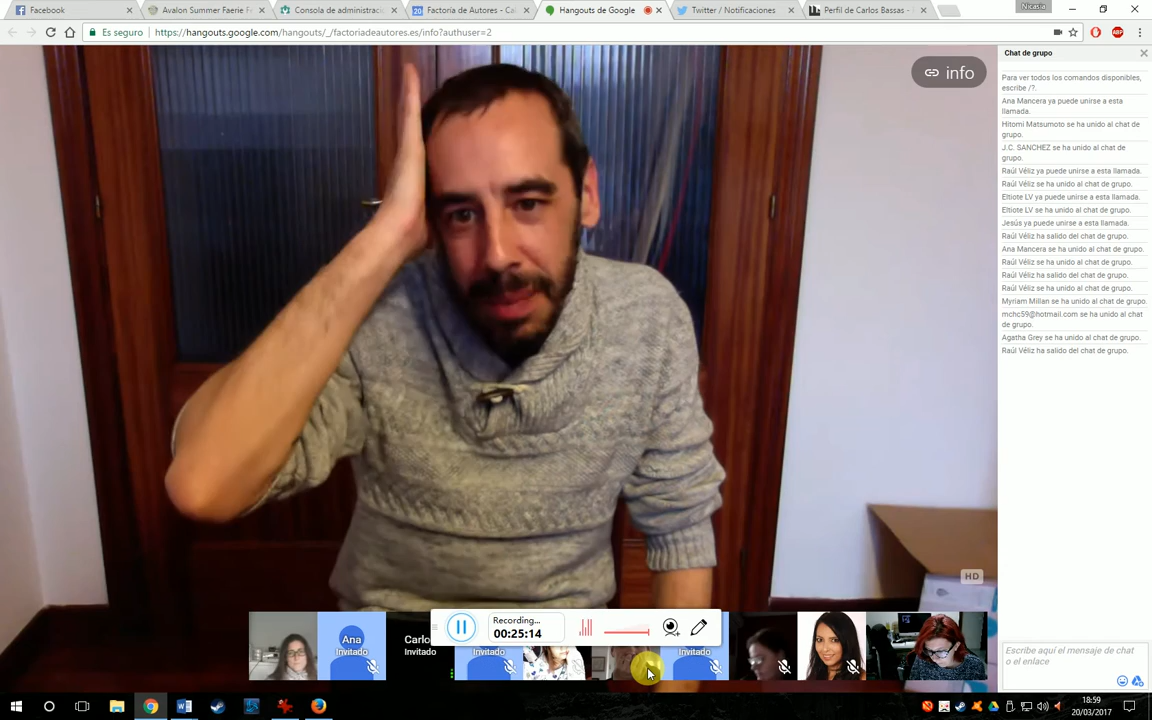 Facebook
Avalon Summer Faerie Fe
Consola de administraci
20 Factoría de Autores - Cal
Hangouts de Google
Twitter / Notificaciones
Perfil de Carlos Bassas -
Nicasia
Es seguro https://hangouts.google.com/hangouts/_/factoriadeautores.es/info?authuser=2
ABP
info
Chat de grupo
Para ver todos los comandos disponibles,
escribe /?.
Ana Mancera ya puede unirse a esta
llamada.
Hitomi Matsumoto se ha unido al chat de
grupo.
J.C. SANCHEZ se ha unido al chat de
grupo.
Raúl Véliz ya puede unirse a esta llamada.
Raúl Véliz se ha unido al chat de grupo.
Eltiote LV ya puede unirse a esta llamada.
Eltiote LV se ha unido al chat de grupo.
Jesús ya puede unirse a esta llamada.
Raúl Véliz ha salido del chat de grupo.
Ana Mancera se ha unido al chat de grupo.
Raúl Véliz se ha unido al chat de grupo.
Raúl Véliz ha salido del chat de grupo.
Raúl Véliz se ha unido al chat de grupo.
Myriam Millan se ha unido al chat de grupo.
mchc59@hotmail.com se ha unido al chat
de grupo.
Agatha Grey se ha unido al chat de grupo.
Raúl Véliz ha salido del chat de grupo.
HD
Recording...
00:25:14
Ana
Invitado
Carlo
Invitado
Invitado
Invitado
Escribe aquí el mensaje de chat
o el enlace
18:59
20/03/2017